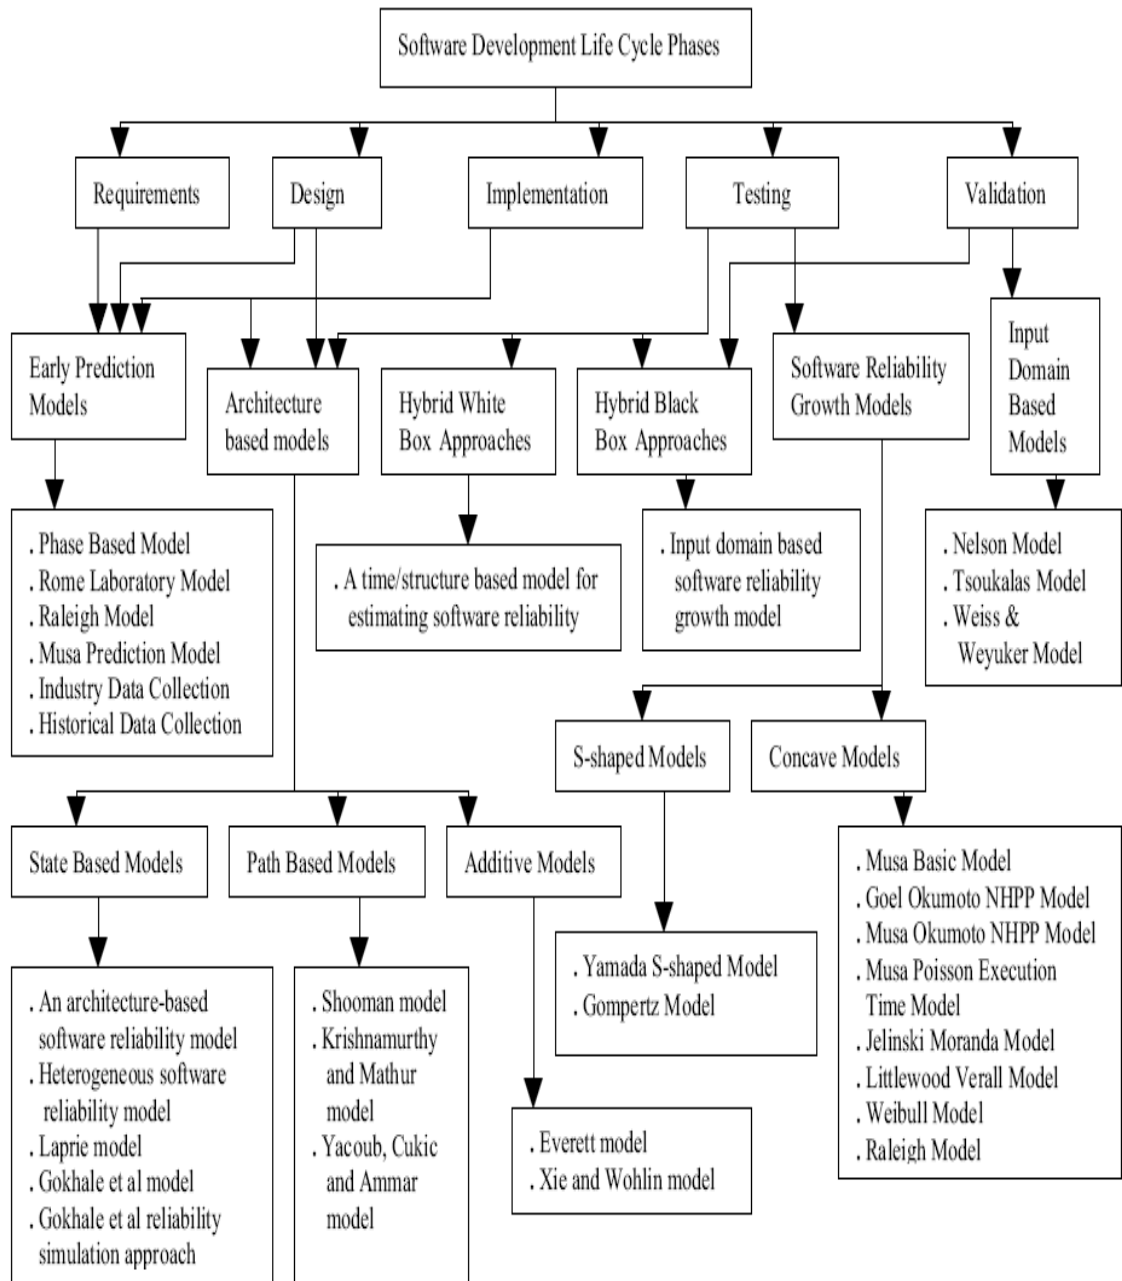 Software Development Life Cycle Phases
Requirements
Design
Implementation
Testing
Validation
Early Prediction
Models
Architecture
based models
Hybrid White
Box Approaches
Hybrid Black
Box Approaches
Software Reliability
Growth Models
Input
Domain
Based
Models
. Phase Based Model
. Rome Laboratory Model
. Raleigh Model
. Musa Prediction Model
. Industry Data Collection
. Historical Data Collection
. A time/structure based model for
estimating software reliability
. Input domain based
software reliability
growth model
. Nelson Model
. Tsoukalas Model
. Weiss &
Weyuker Model
S-shaped Models
Concave Models
State Based Models
Path Based Models
Additive Models
. An architecture-based
software reliability model
. Heterogeneous software
reliability model
. Laprie model
. Gokhale et al model
. Gokhale et al reliability
simulation approach
. Shooman model
. Krishnamurthy
and Mathur
model
. Yacoub, Cukic
and Ammar
model
. Everett model
. Xie and Wohlin model
. Yamada S-shaped Model
. Gompertz Model
. Musa Basic Model
. Goel Okumoto NHPP Model
. Musa Okumoto NHPP Model
. Musa Poisson Execution
Time Model
. Jelinski Moranda Model
. Littlewood Verall Model
. Weibull Model
. Raleigh Model